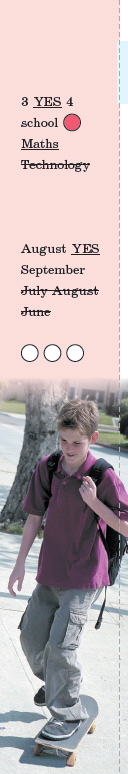 3 YES 4
school
Maths
Technology
August YES
September
July August
June